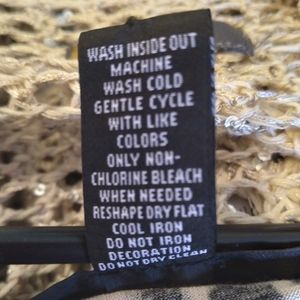 WASH INSIDE OUT
MACHINE
WASH COLD
GENTLE CYCLE
WITH LIKE
COLORS
ONLY NON-
CHLORINE BLEACH
WHEN NEEDED
RESHAPE DRY FLAT
COOL IRON
DO NOT IRON
DECORATION
DO NOT DRY CLEAN